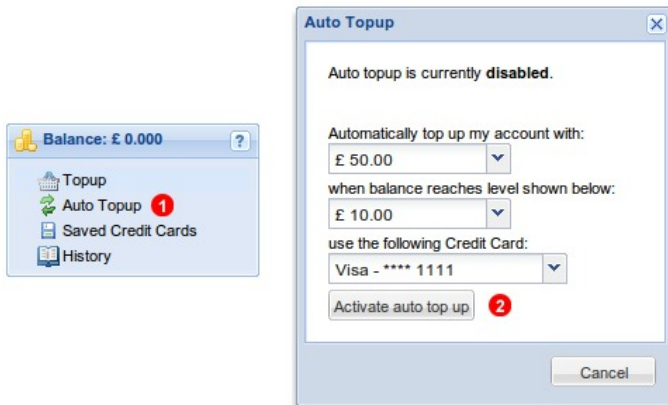 Balance: £ 0.000
?
Topup
Auto Topup 1
Saved Credit Cards
History
Auto Topup
Auto topup is currently disabled.
Automatically top up my account with:
£ 50.00
when balance reaches level shown below:
£ 10.00
use the following Credit Card:
Visa - **** 1111
Activate auto top up 2
Cancel